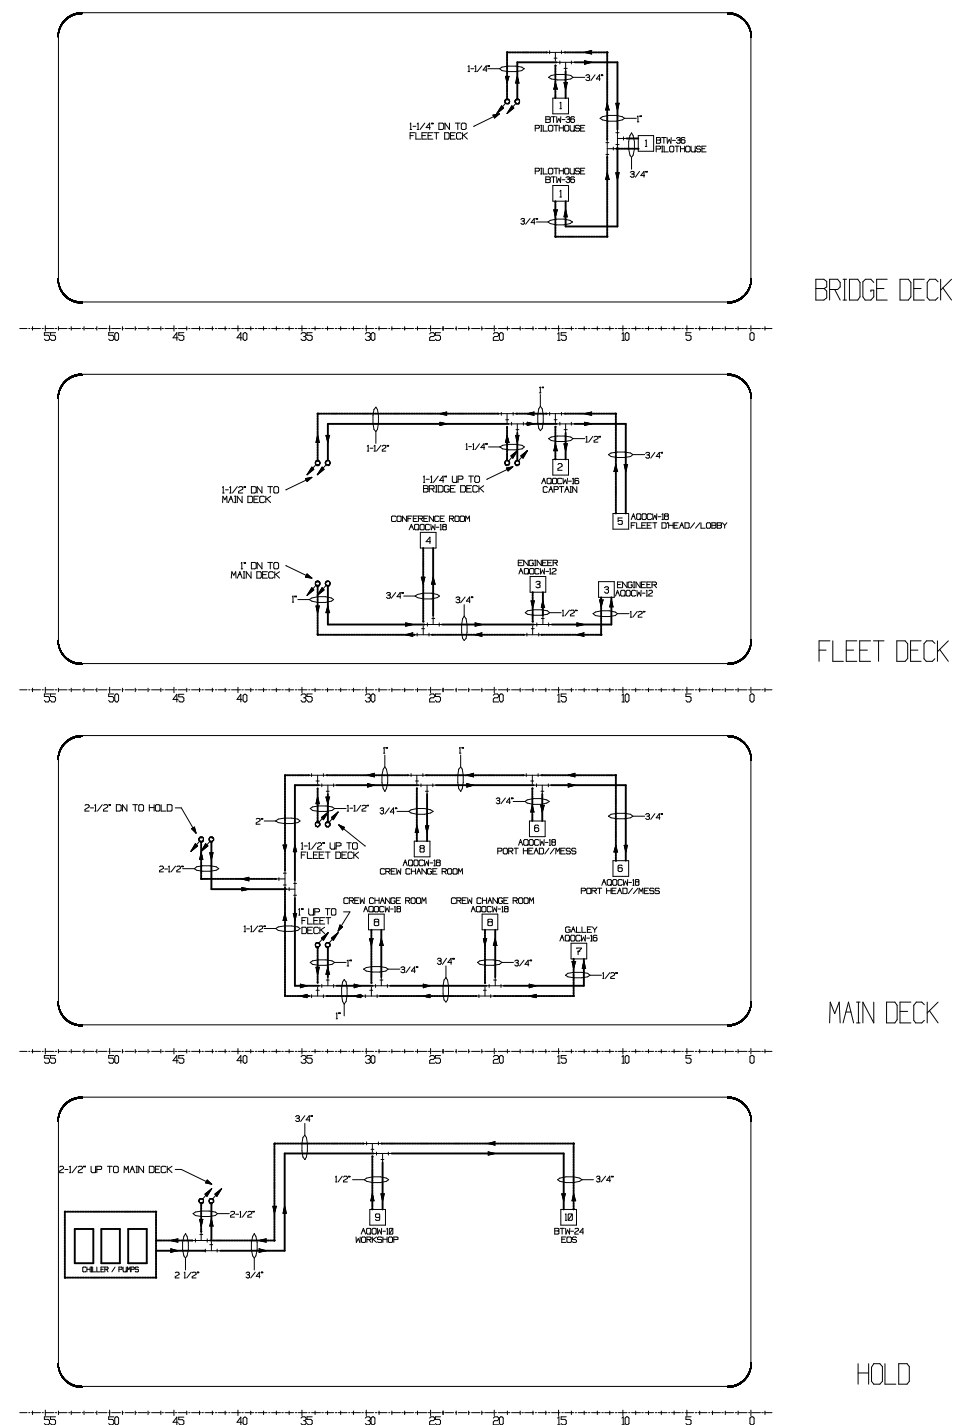 1-1/4"
3/4"
1
BTW-36
PILOTHOUSE
1-1/4" DN TO
FLEET DECK
1"
1
BTW-36
PILOTHOUSE
3/4"
PILOTHOUSE
BTW-36
1
3/4"
BRIDGE DECK
55 50 45 40 35 30 25 20 15 10 5 0
1"
1-1/2"
1-1/4"
1/2"
3/4"
2
AQOCW-16
CAPTAIN
1-1/2" DN TO
MAIN DECK
1-1/4" UP TO
BRIDGE DECK
5
AQOCW-18
FLEET D'HEAD//LOBBY
CONFERENCE ROOM
AQOCW-18
4
1" DN TO
MAIN DECK
ENGINEER
AQOCW-12
3
3
ENGINEER
AQOCW-12
1"
3/4"
3/4"
1/2"
1/2"
FLEET DECK
55 50 45 40 35 30 25 20 15 10 5 0
1"
1"
2-1/2" DN TO HOLD
2"
1-1/2"
3/4"
3/4"
3/4"
1-1/2" UP TO
FLEET DECK
8
AQOCW-18
CREW CHANGE ROOM
6
AQOCW-18
PORT HEAD//MESS
6
AQOCW-18
PORT HEAD//MESS
2-1/2"
1-1/2"
1" UP TO
FLEET
DECK
CREW CHANGE ROOM
AQOCW-18
8
CREW CHANGE ROOM
AQOCW-18
8
GALLEY
AQOCW-16
7
1"
3/4"
3/4"
3/4"
1/2"
1"
MAIN DECK
55 50 45 40 35 30 25 20 15 10 5 0
3/4"
2-1/2" UP TO MAIN DECK
1/2"
3/4"
2-1/2"
9
AQOW-10
WORKSHOP
10
BTW-24
EOS
CHILLER / PUMPS
2 1/2"
3/4"
HOLD
55 50 45 40 35 30 25 20 15 10 5 0